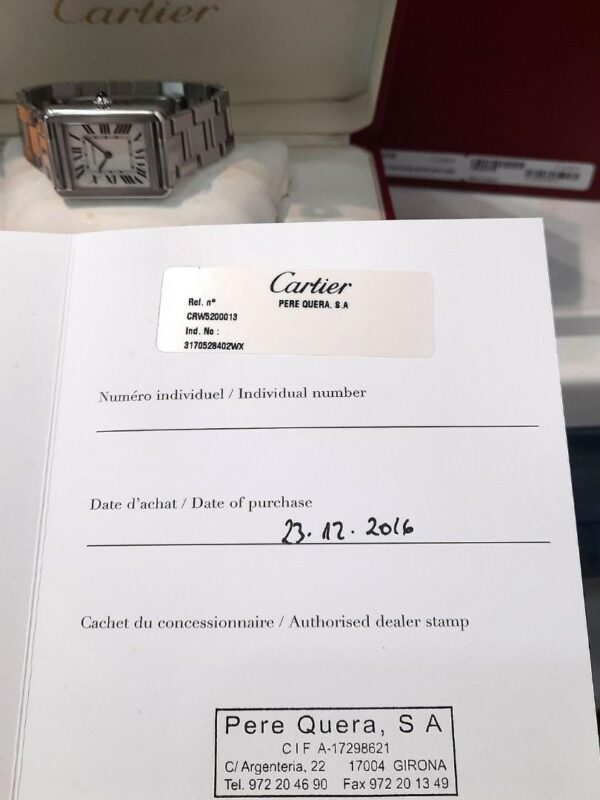 Cartier
Cartier
PERE QUERA. S.A
Ref. nº
CRW5200013
Ind. No :
3170528402WX
Numéro individuel / Individual number
Date d'achat / Date of purchase
23.12.2016
Cachet du concessionnaire / Authorised dealer stamp
Pere Quera, S A
CIF A-17298621
C/ Argenteria, 22 17004 GIRONA
Tel. 972 20 46 90 Fax 972 20 13 49